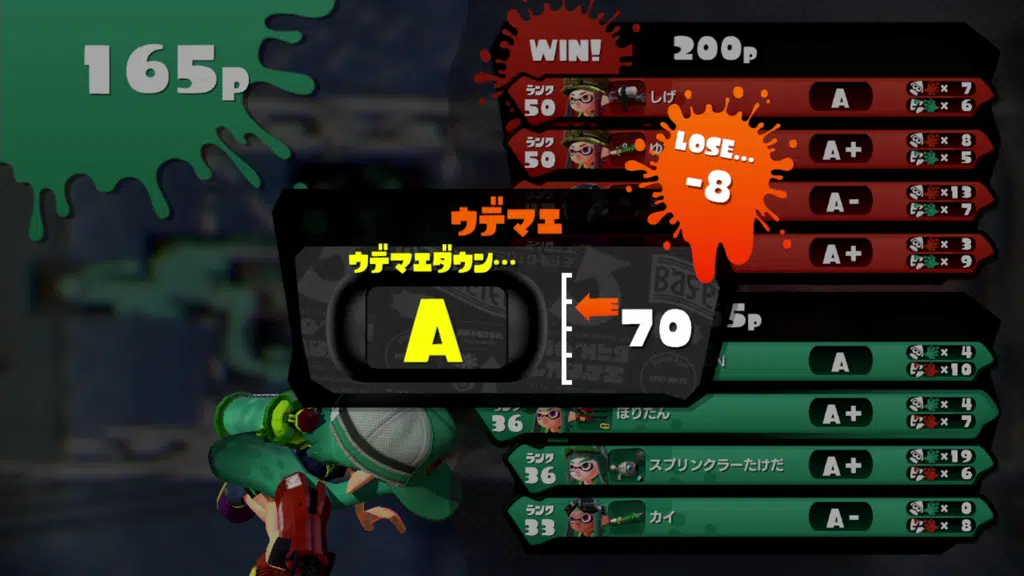 165p
WIN! 200p
ランク 50 しげ A × 7 × 6
ランク 50 ゆ A+ × 8 × 5
A- ×13 × 7
A+ × 3 × 9
LOSE...
-8
ウデマエ
ウデマエダウン…
A
70
5p
A × 4 ×10
36 ほりたん A+ × 4 × 7
ランク 36 スプリンクラーたけだ A+ ×19 × 6
ランク 33 カイ A- × 0 × 8